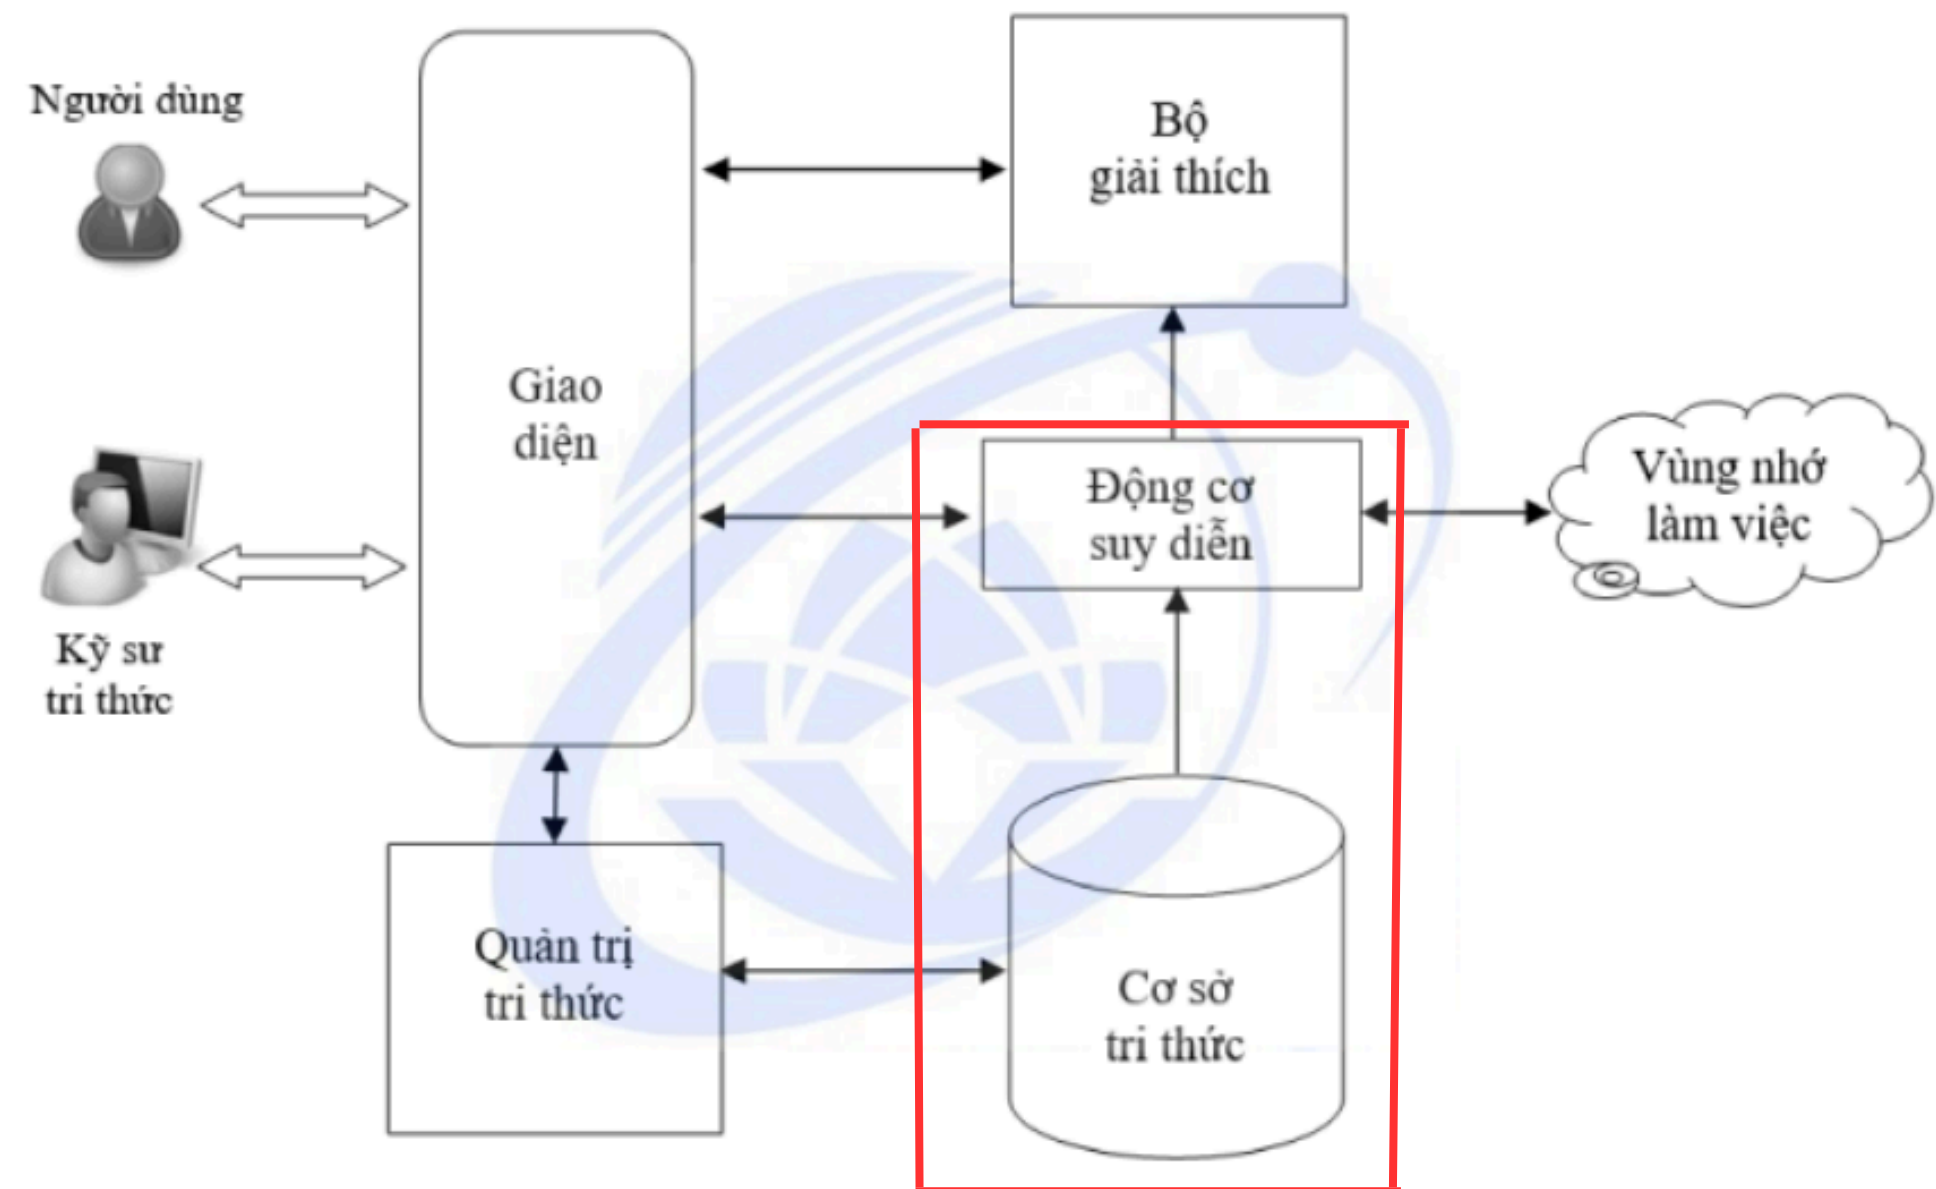 Người dùng
Bộ
giải thích
Giao
diện
Động cơ
suy diễn
Vùng nhớ
làm việc
Kỹ sư
tri thức
Quản trị
tri thức
Cơ sở
tri thức